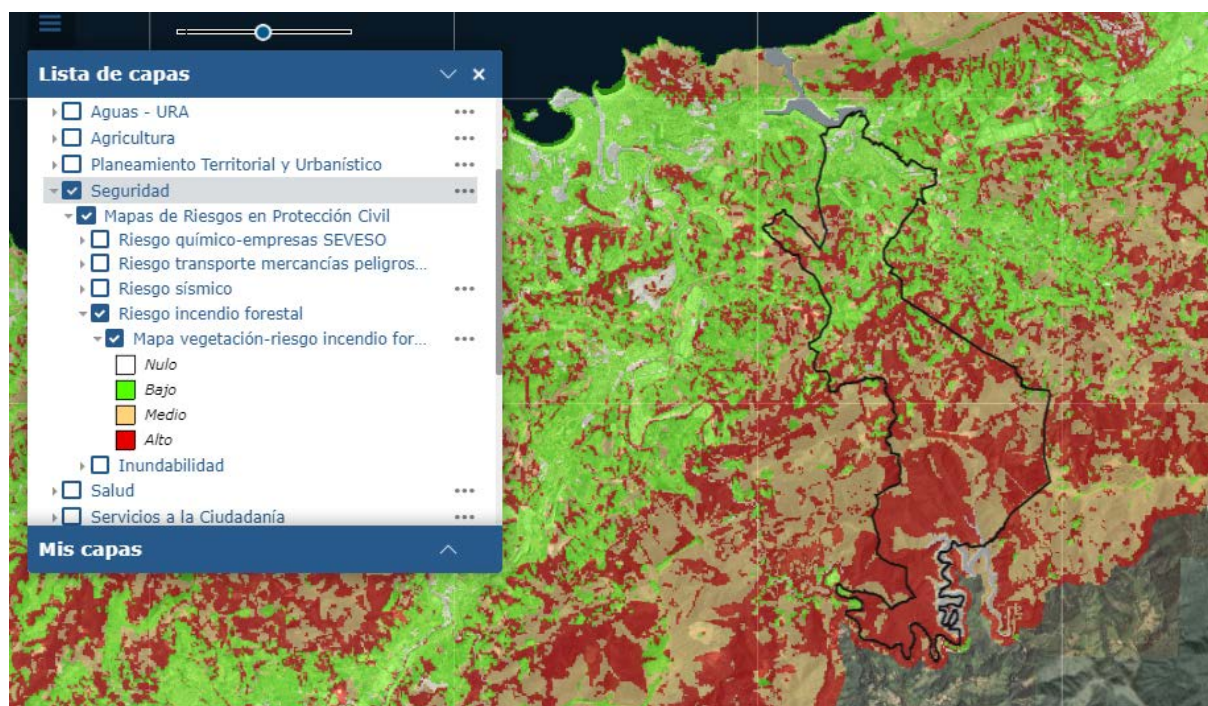 Lista de capas
Aguas - URA
Agricultura
Planeamiento Territorial y Urbanístico
Seguridad
Mapas de Riesgos en Protección Civil
Riesgo químico-empresas SEVESO
Riesgo transporte mercancías peligros...
Riesgo sísmico
Riesgo incendio forestal
Mapa vegetación-riesgo incendio for...
Nulo
Bajo
Medio
Alto
Inundabilidad
Salud
Servicios a la Ciudadanía
Mis capas